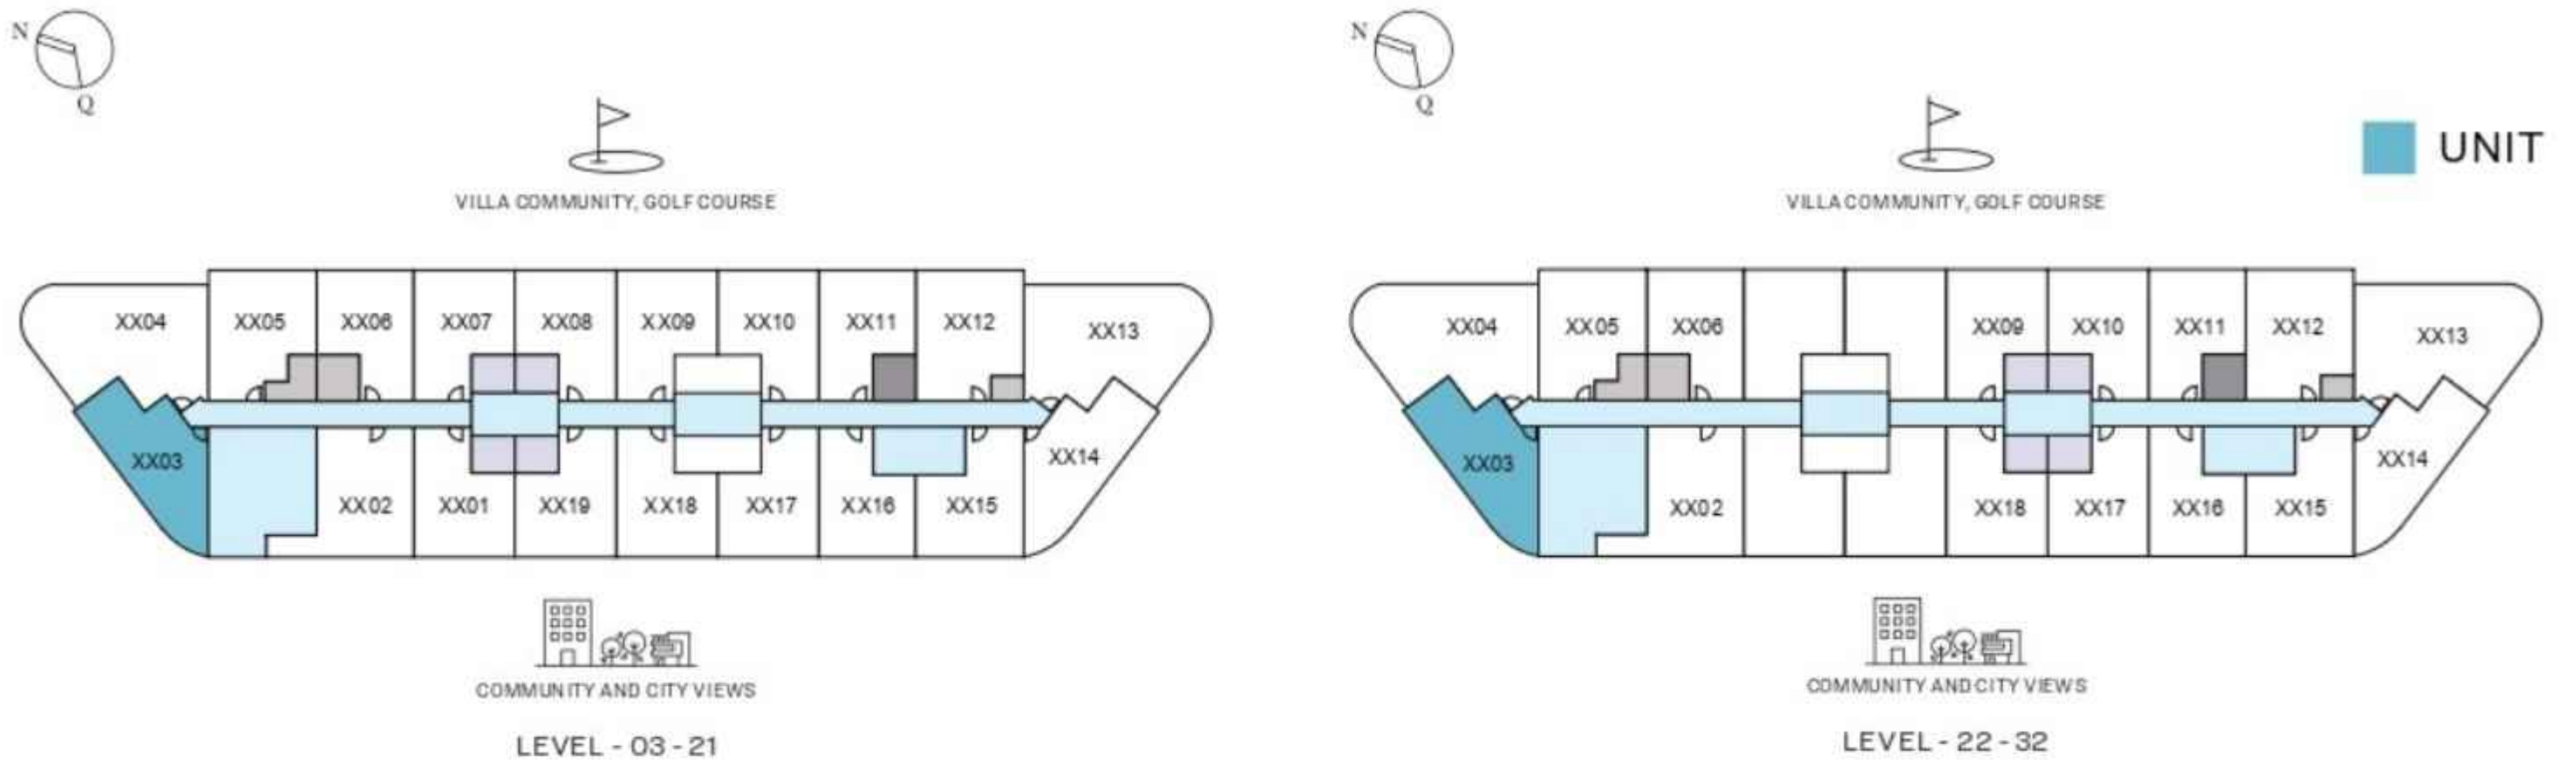 N
Q
VILLA COMMUNITY, GOLF COURSE
XX04
XX05
XX06
XX07
XX08
XX09
XX10
XX11
XX12
XX13
XX03
XX02
XX01
XX19
XX18
XX17
XX16
XX15
XX14
COMMUNITY AND CITY VIEWS
LEVEL - 03 - 21
N
Q
VILLA COMMUNITY, GOLF COURSE
UNIT
XX04
XX05
XX06
XX09
XX10
XX11
XX12
XX13
XX03
XX02
XX18
XX17
XX16
XX15
XX14
COMMUNITY AND CITY VIEWS
LEVEL - 22 - 32